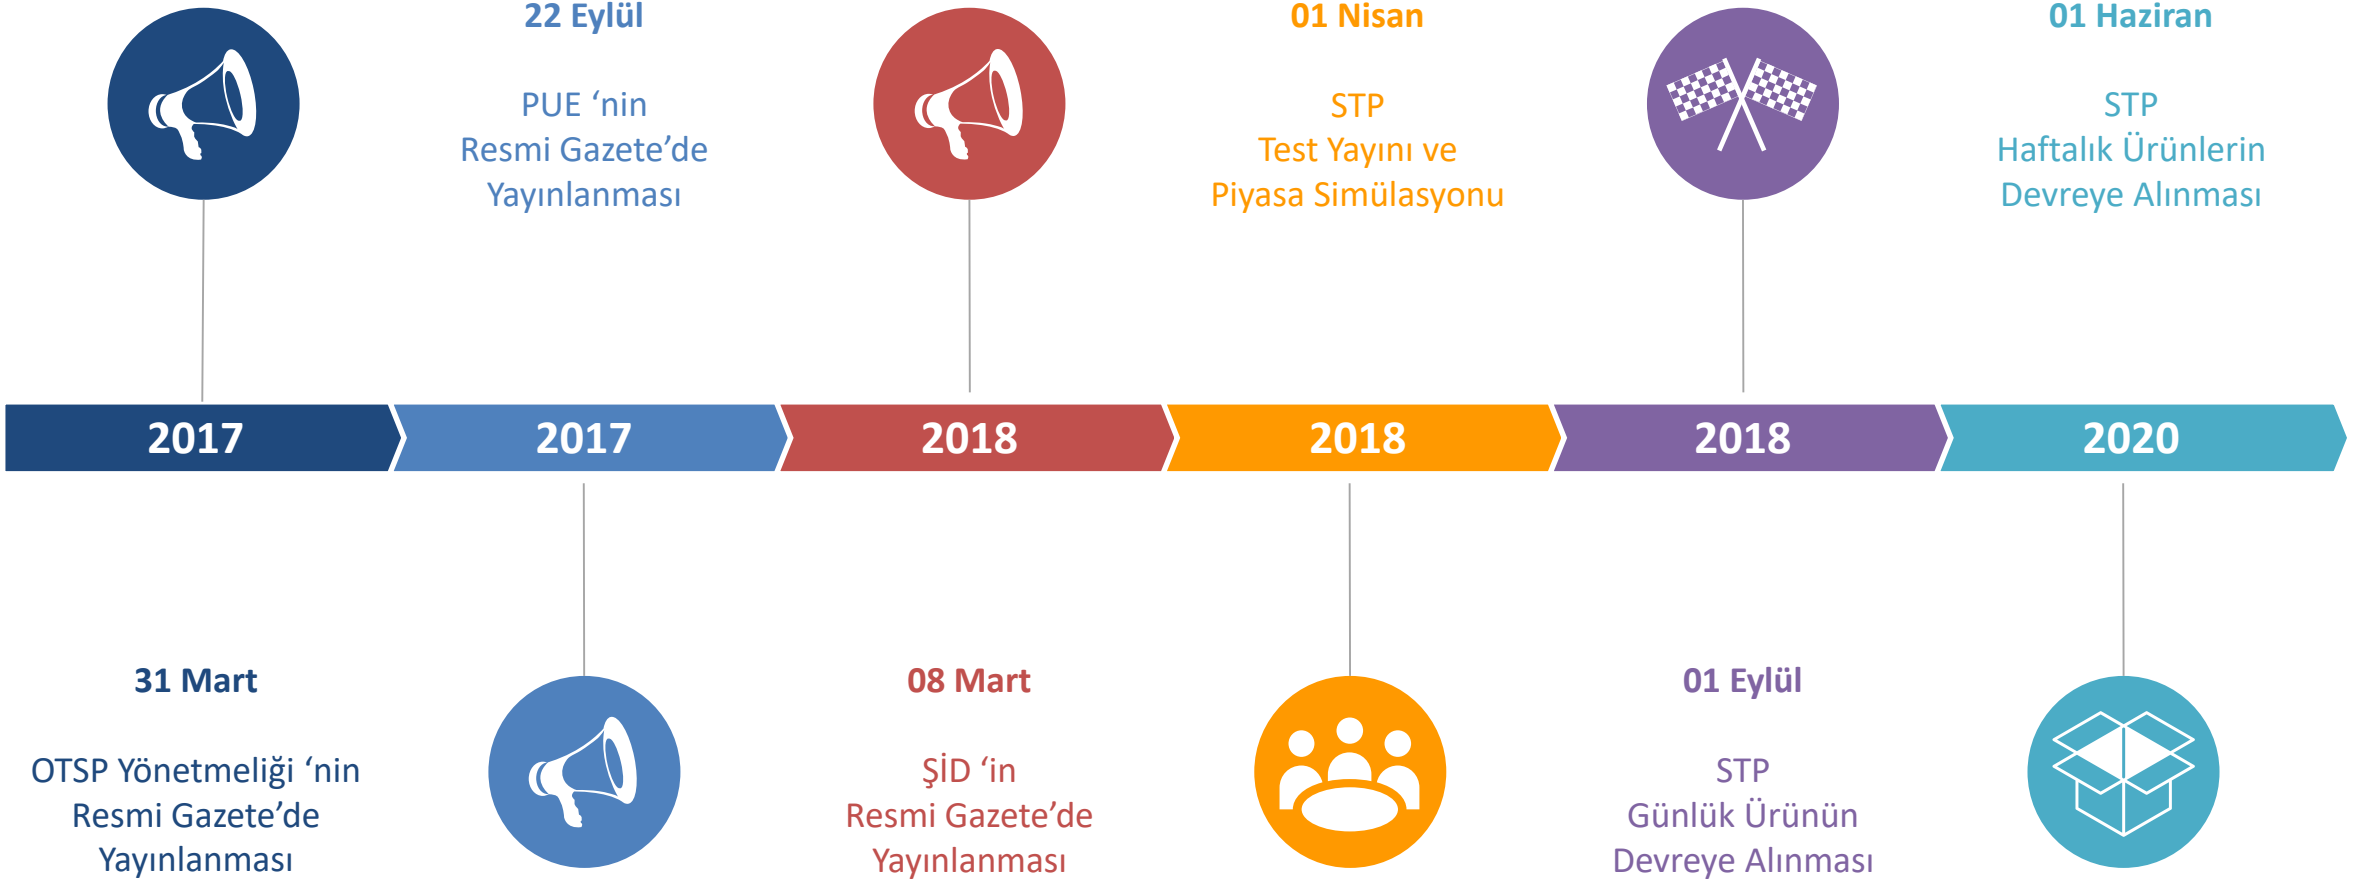 22 Eylül
PUE ‘nin
Resmi Gazete’de
Yayınlanması
01 Nisan
STP
Test Yayını ve
Piyasa Simülasyonu
01 Haziran
STP
Haftalık Ürünlerin
Devreye Alınması
2017
2017
2018
2018
2018
2020
31 Mart
OTSP Yönetmeliği ‘nin
Resmi Gazete’de
Yayınlanması
08 Mart
ŞİD ‘in
Resmi Gazete’de
Yayınlanması
01 Eylül
STP
Günlük Ürünün
Devreye Alınması